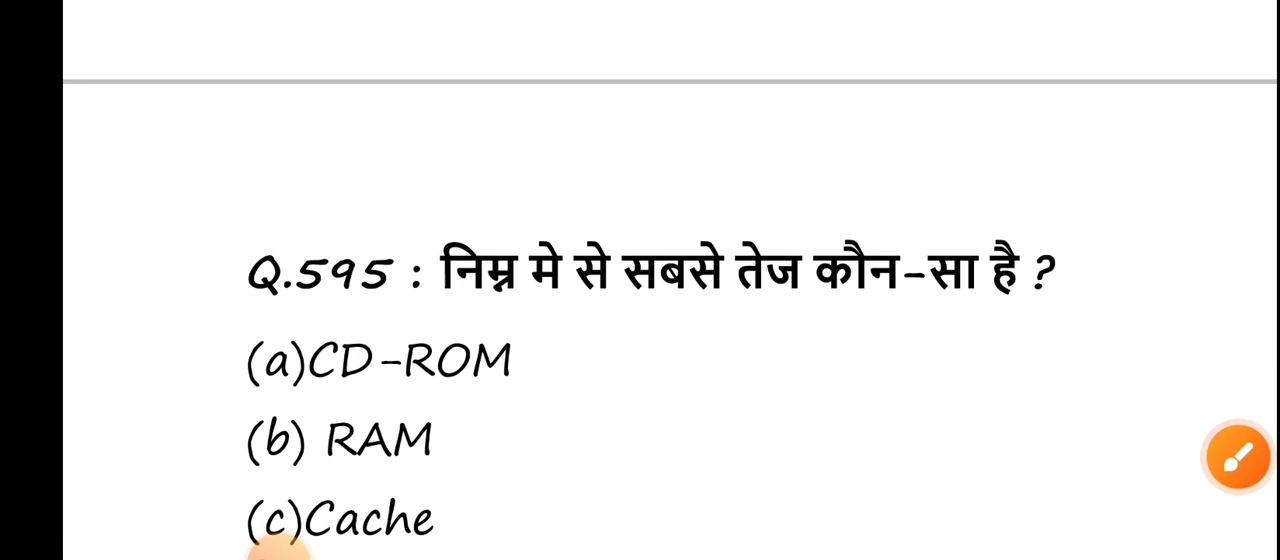 Q.595 : निम्न मे से सबसे तेज कौन-सा है ?
(a)CD-ROM
(b) RAM
(c)Cache